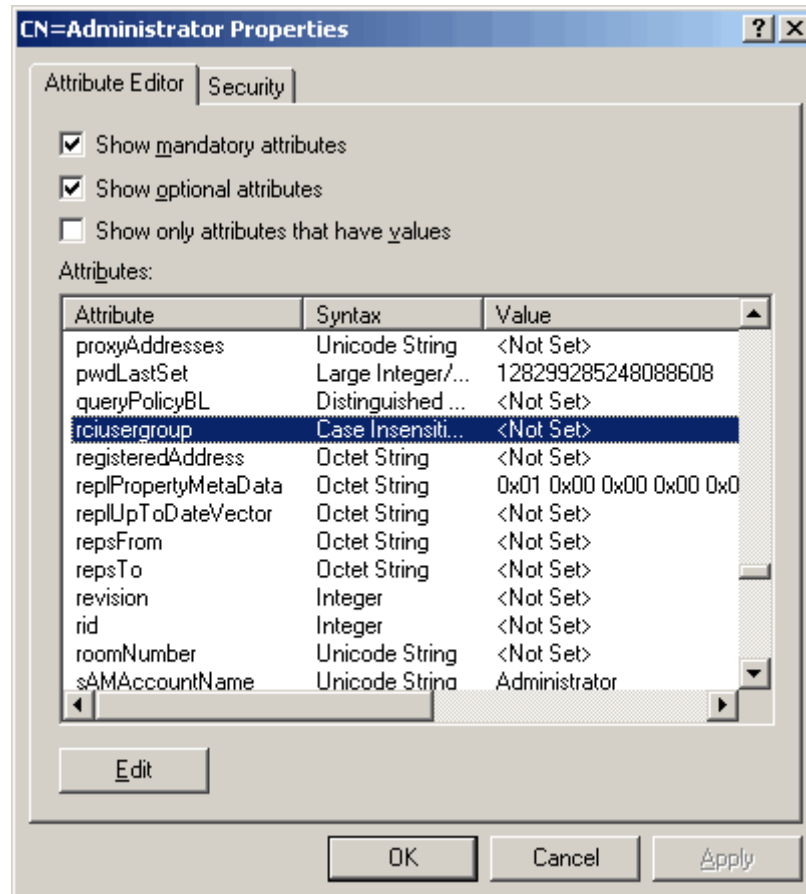 CN=Administrator Properties
Attribute Editor Security
Show mandatory attributes
Show optional attributes
Show only attributes that have values
Attributes:
Attribute Syntax Value
proxyAddresses Unicode String <Not Set>
pwdLastSet Large Integer/... 128299285248088608
queryPolicyBL Distinguished ... <Not Set>
rciusergroup Case Insensiti... <Not Set>
registeredAddress Octet String <Not Set>
replPropertyMetaData Octet String 0x01 0x00 0x00 0x00 0x0
replUpToDateVector Octet String <Not Set>
repsFrom Octet String <Not Set>
repsTo Octet String <Not Set>
revision Integer <Not Set>
rid Integer <Not Set>
roomNumber Unicode String <Not Set>
sAMAccountName Unicode String Administrator
Edit
OK Cancel Apply